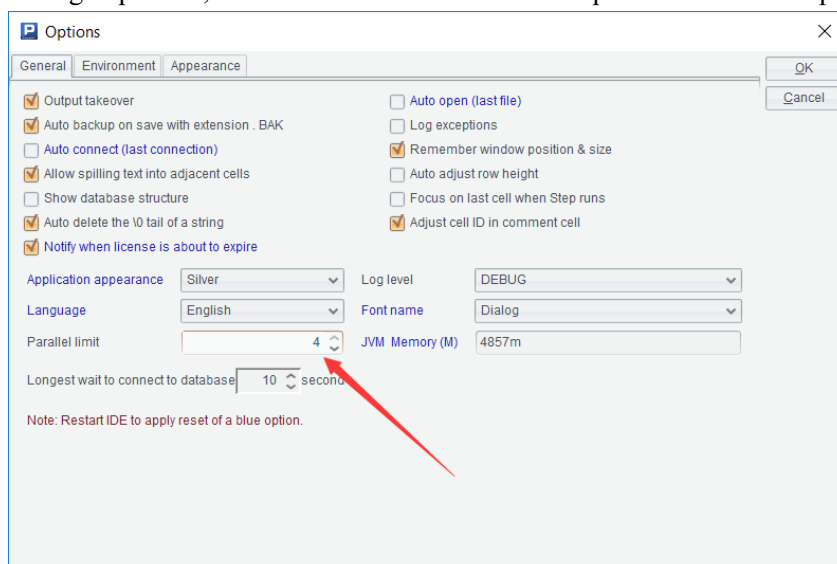 Options
General Environment Appearance
OK
Cancel
Output takeover
Auto open (last file)
Auto backup on save with extension . BAK
Log exceptions
Auto connect (last connection)
Remember window position & size
Allow spilling text into adjacent cells
Auto adjust row height
Show database structure
Focus on last cell when Step runs
Auto delete the \0 tail of a string
Adjust cell ID in comment cell
Notify when license is about to expire
Application appearance Silver Log level DEBUG
Language English Font name Dialog
Parallel limit 4 JVM Memory (M) 4857m
Longest wait to connect to database 10 second
Note: Restart IDE to apply reset of a blue option.